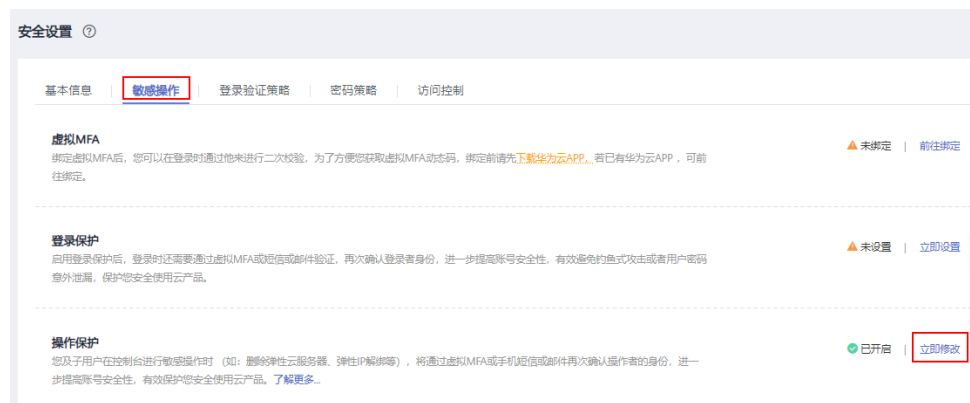 安全设置 ?
基本信息 敏感操作 登录验证策略 密码策略 访问控制
虚拟MFA
绑定虚拟MFA后，您可以在登录时通过他来进行二次校验，为了方便您获取虚拟MFA动态码，绑定前请先下载华为云APP，若已有华为云APP ，可前
往绑定。
未绑定 | 前往绑定
登录保护
启用登录保护后，登录时还需要通过虚拟MFA或短信或邮件验证，再次确认登录者身份，进一步提高账号安全性，有效避免钓鱼式攻击或者用户密码
意外泄漏，保护您安全使用云产品。
未设置 | 立即设置
操作保护
您及子用户在控制台进行敏感操作时 （如：删除弹性云服务器、弹性IP解绑等），将通过虚拟MFA或手机短信或邮件再次确认操作者的身份，进一
步提高账号安全性，有效保护您安全使用云产品。了解更多...
已开启 | 立即修改